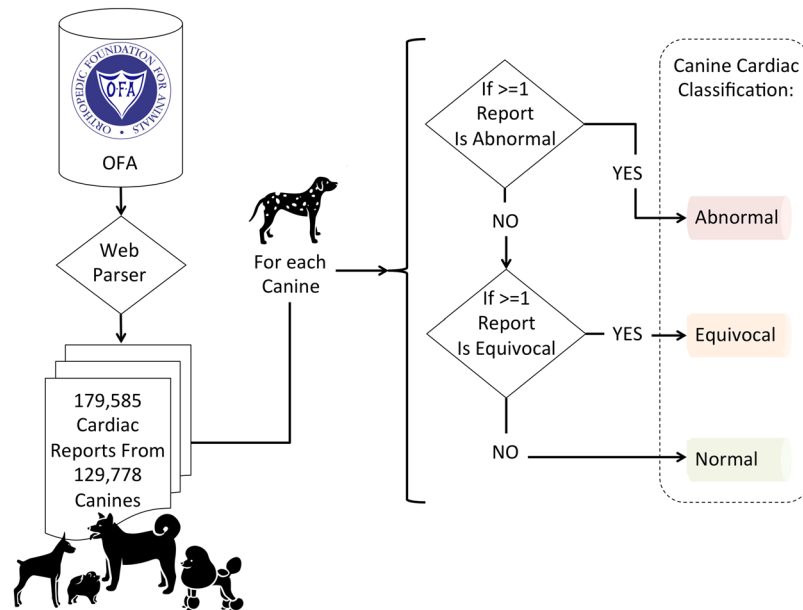 ORTHOPEDIC FOUNDATION FOR ANIMALS •
OFA
OFA
Web
Parser
179,585
Cardiac
Reports From
129,778
Canines
For each
Canine
If >=1
Report
Is Abnormal
YES
NO
If >=1
Report
Is Equivocal
YES
NO
Canine Cardiac
Classification:
Abnormal
Equivocal
Normal